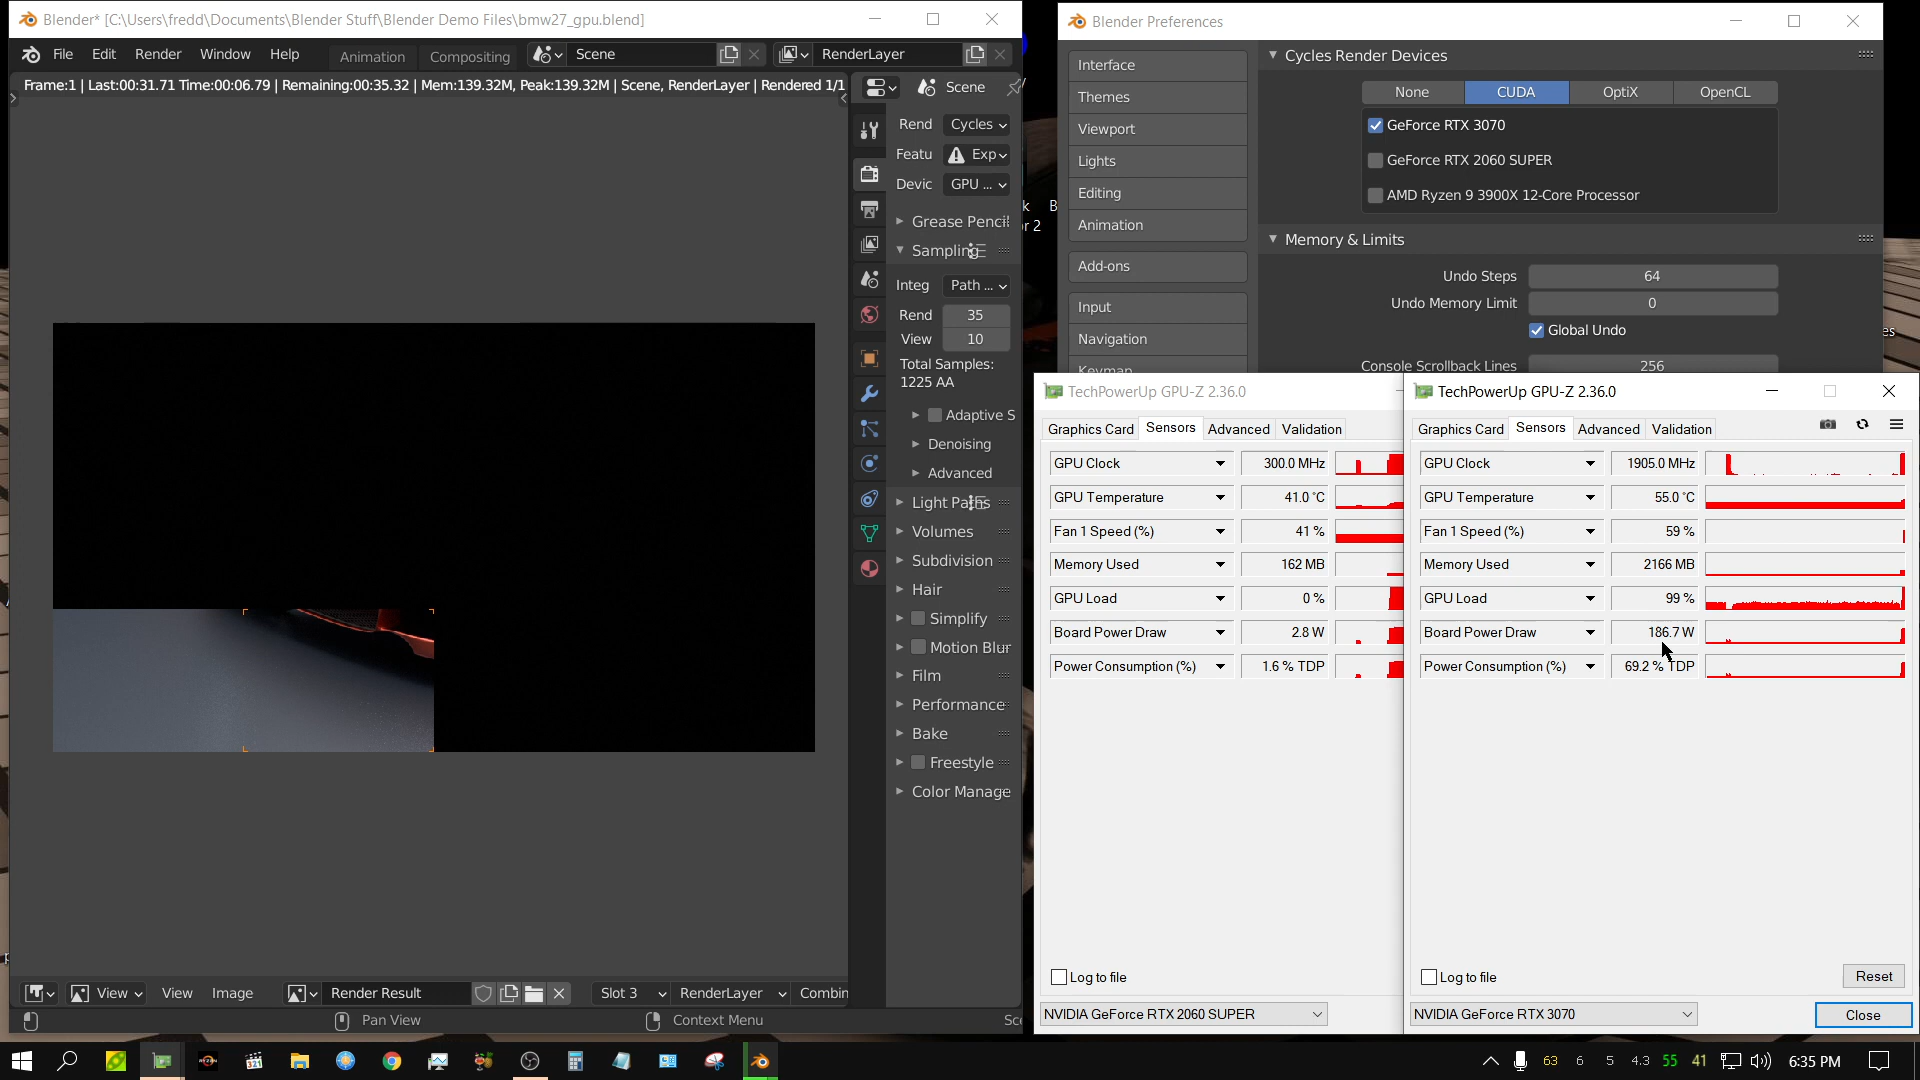 Blender* [C:\Users\fredd\Documents\Blender Stuff\Blender Demo Files\bmw27_gpu.blend]
File Edit Render Window Help Animation Compositing Scene RenderLayer
Frame:1 | Last:00:31.71 Time:00:06.79 | Remaining:00:35.32 | Mem:139.32M, Peak:139.32M | Scene, RenderLayer | Rendered 1/1
Scene
Rend Cycles
Featu Exp
Devic GPU ...
Grease Pencil
Sampling
Integ Path ...
Rend 35
View 10
Total Samples:
1225 AA
Adaptive S
Denoising
Advanced
Light Paths
Volumes
Subdivision
Hair
Simplify
Motion Blur
Film
Performance
Bake
Freestyle
Color Manage
View View Image Render Result Slot 3 RenderLayer Combin
Pan View Context Menu Sce
Blender Preferences
Interface
Themes
Viewport
Lights
Editing
Animation
Add-ons
Input
Navigation
Keymap
Cycles Render Devices
None CUDA OptiX OpenCL
GeForce RTX 3070
GeForce RTX 2060 SUPER
AMD Ryzen 9 3900X 12-Core Processor
Memory & Limits
Undo Steps 64
Undo Memory Limit 0
Global Undo
Console Scrollback Lines 256
k B
or 2
es
TechPowerUp GPU-Z 2.36.0
Graphics Card Sensors Advanced Validation
GPU Clock 300.0 MHz
GPU Temperature 41.0 °C
Fan 1 Speed (%) 41 %
Memory Used 162 MB
GPU Load 0 %
Board Power Draw 2.8 W
Power Consumption (%) 1.6 % TDP
Log to file
NVIDIA GeForce RTX 2060 SUPER
TechPowerUp GPU-Z 2.36.0
Graphics Card Sensors Advanced Validation
GPU Clock 1905.0 MHz
GPU Temperature 55.0 °C
Fan 1 Speed (%) 59 %
Memory Used 2166 MB
GPU Load 99 %
Board Power Draw 186.7 W
Power Consumption (%) 69.2 % TDP
Log to file Reset
NVIDIA GeForce RTX 3070 Close
63 6 5 4.3 55 41 6:35 PM